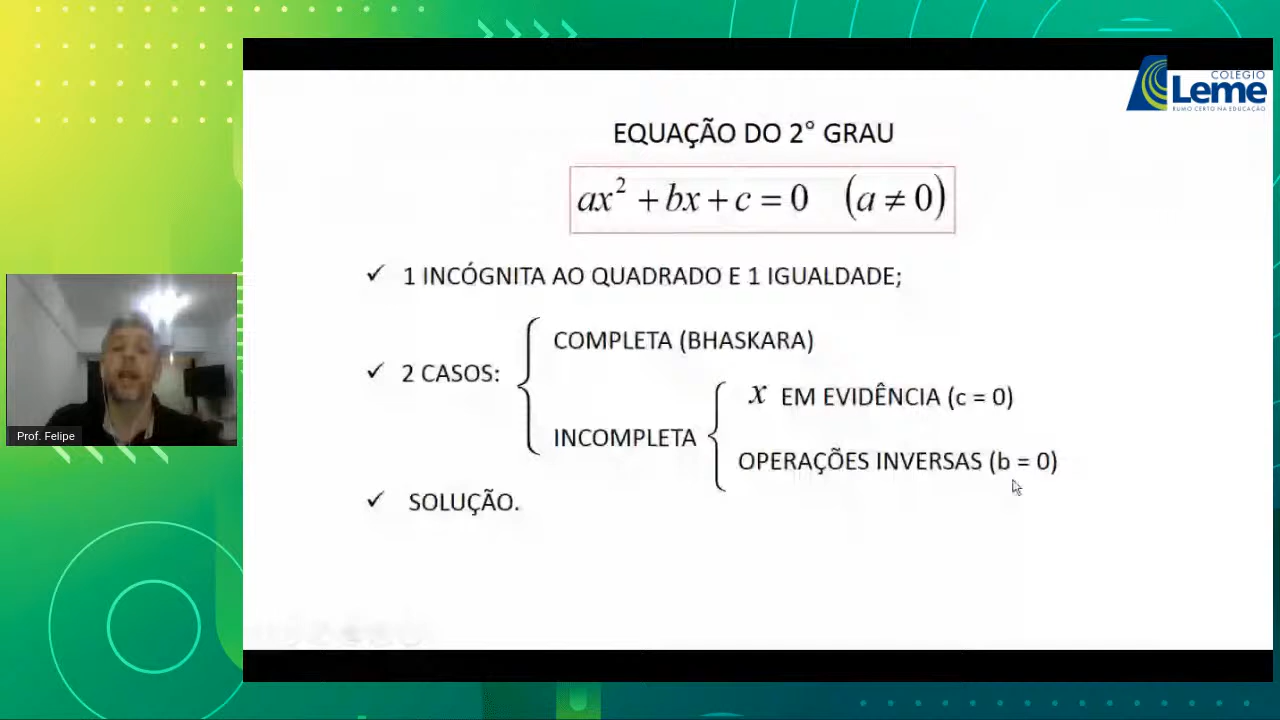 COLEGIO
Leme
RUMO CERTO NA EDUCAÇÃO
EQUAÇÃO DO 2° GRAU
ax² + bx + c = 0 (a ≠ 0)
✓ 1 INCÓGNITA AO QUADRADO E 1 IGUALDADE;
✓ 2 CASOS:
COMPLETA (BHASKARA)
INCOMPLETA
x EM EVIDÊNCIA (c = 0)
OPERAÇÕES INVERSAS (b = 0)
✓ SOLUÇÃO.
Prof. Felipe